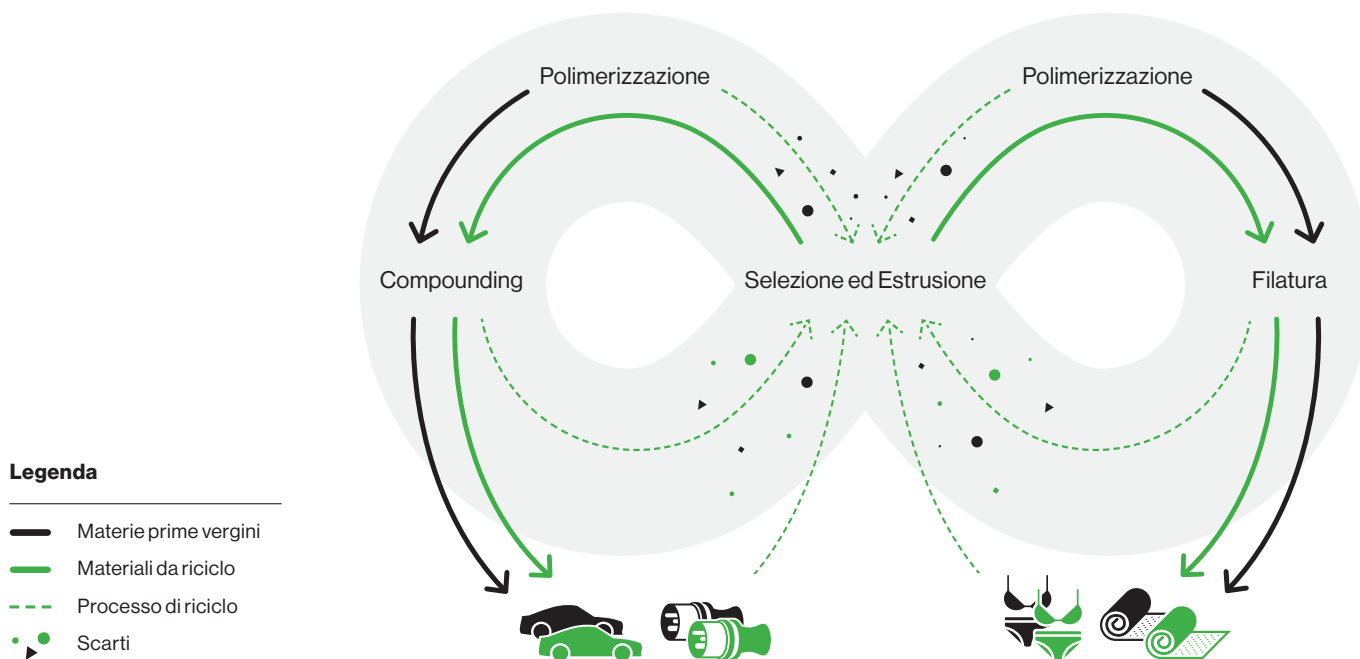 Polimerizzazione
Polimerizzazione
Compounding
Selezione ed Estrusione
Filatura
Legenda
Materie prime vergini
Materiali da riciclo
Processo di riciclo
Scarti